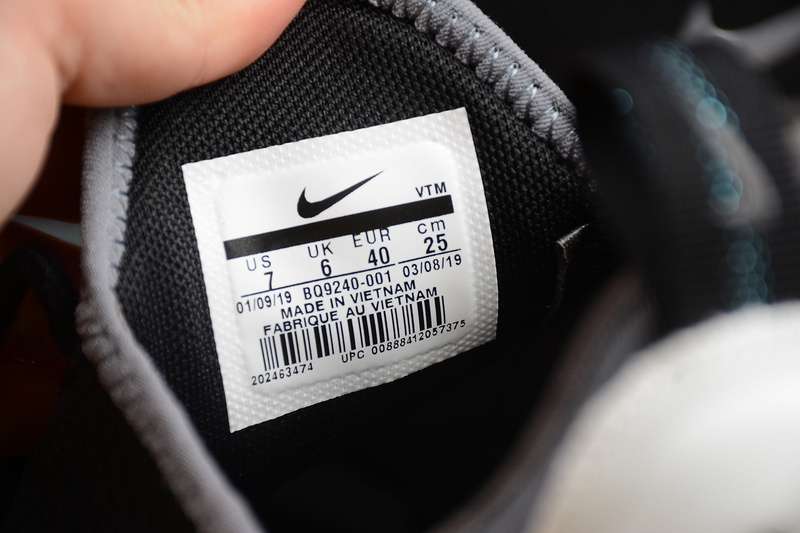 VTM
US UK EUR cm
7 6 40 25
01/09/19 BQ9240-001 03/08/19
MADE IN VIETNAM
FABRIQUE AU VIETNAM
202463474 UPC 00888412057375